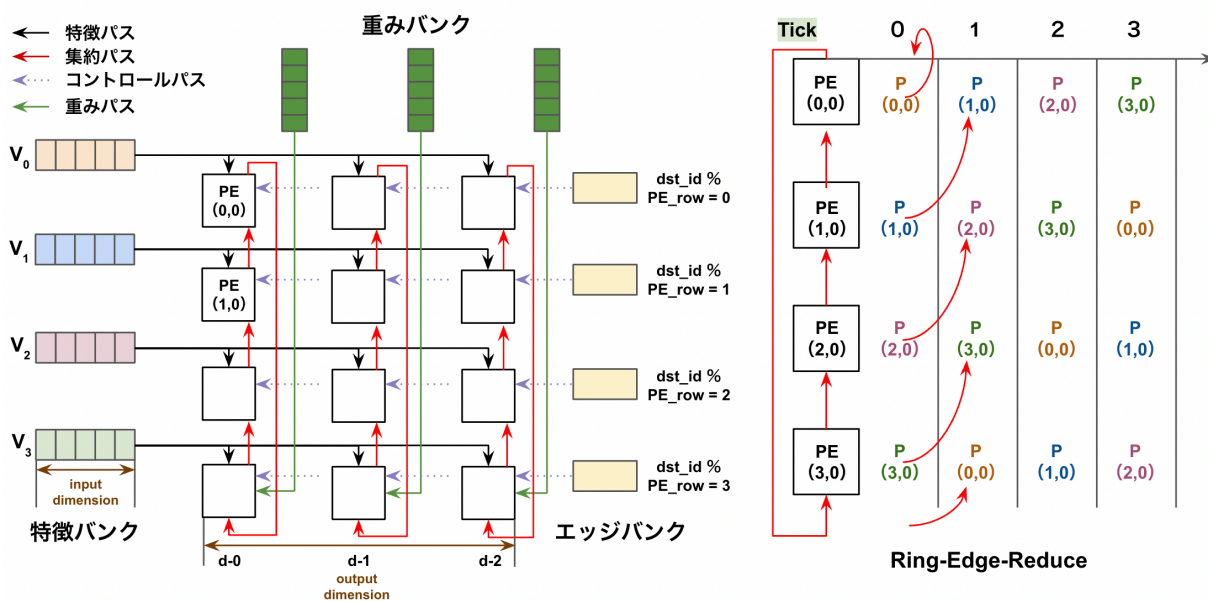 特徴パス
集約パス
コントロールパス
重みパス
重みバンク
V0
V1
V2
V3
PE
(0,0)
PE
(1,0)
dst_id %
PE_row = 0
dst_id %
PE_row = 1
dst_id %
PE_row = 2
dst_id %
PE_row = 3
input
dimension
特徴バンク
エッジバンク
d-0
d-1
d-2
output
dimension
Tick
0
1
2
3
PE
(0,0)
P
(0,0)
P
(1,0)
P
(2,0)
P
(3,0)
PE
(1,0)
P
(1,0)
P
(2,0)
P
(3,0)
P
(0,0)
PE
(2,0)
P
(2,0)
P
(3,0)
P
(0,0)
P
(1,0)
PE
(3,0)
P
(3,0)
P
(0,0)
P
(1,0)
P
(2,0)
Ring-Edge-Reduce